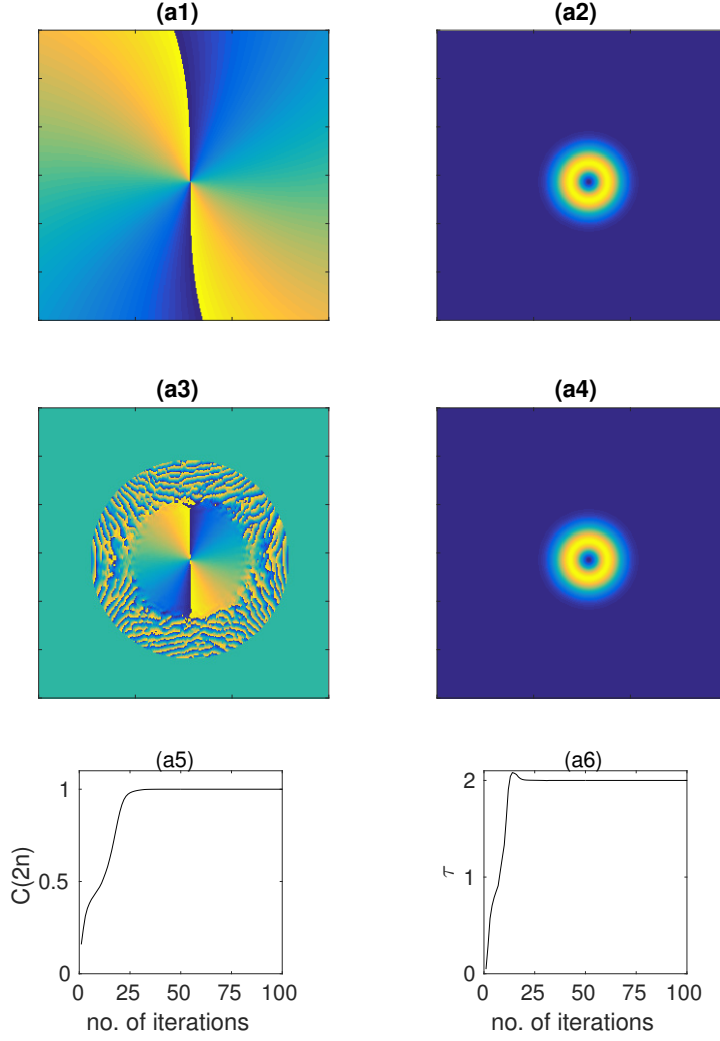 (a1) (a2)
(a3) (a4)
(a5) (a6)
1
0.5
0
C(2n)
0 25 50 75 100
no. of iterations
2
1
0
τ
0 25 50 75 100
no. of iterations